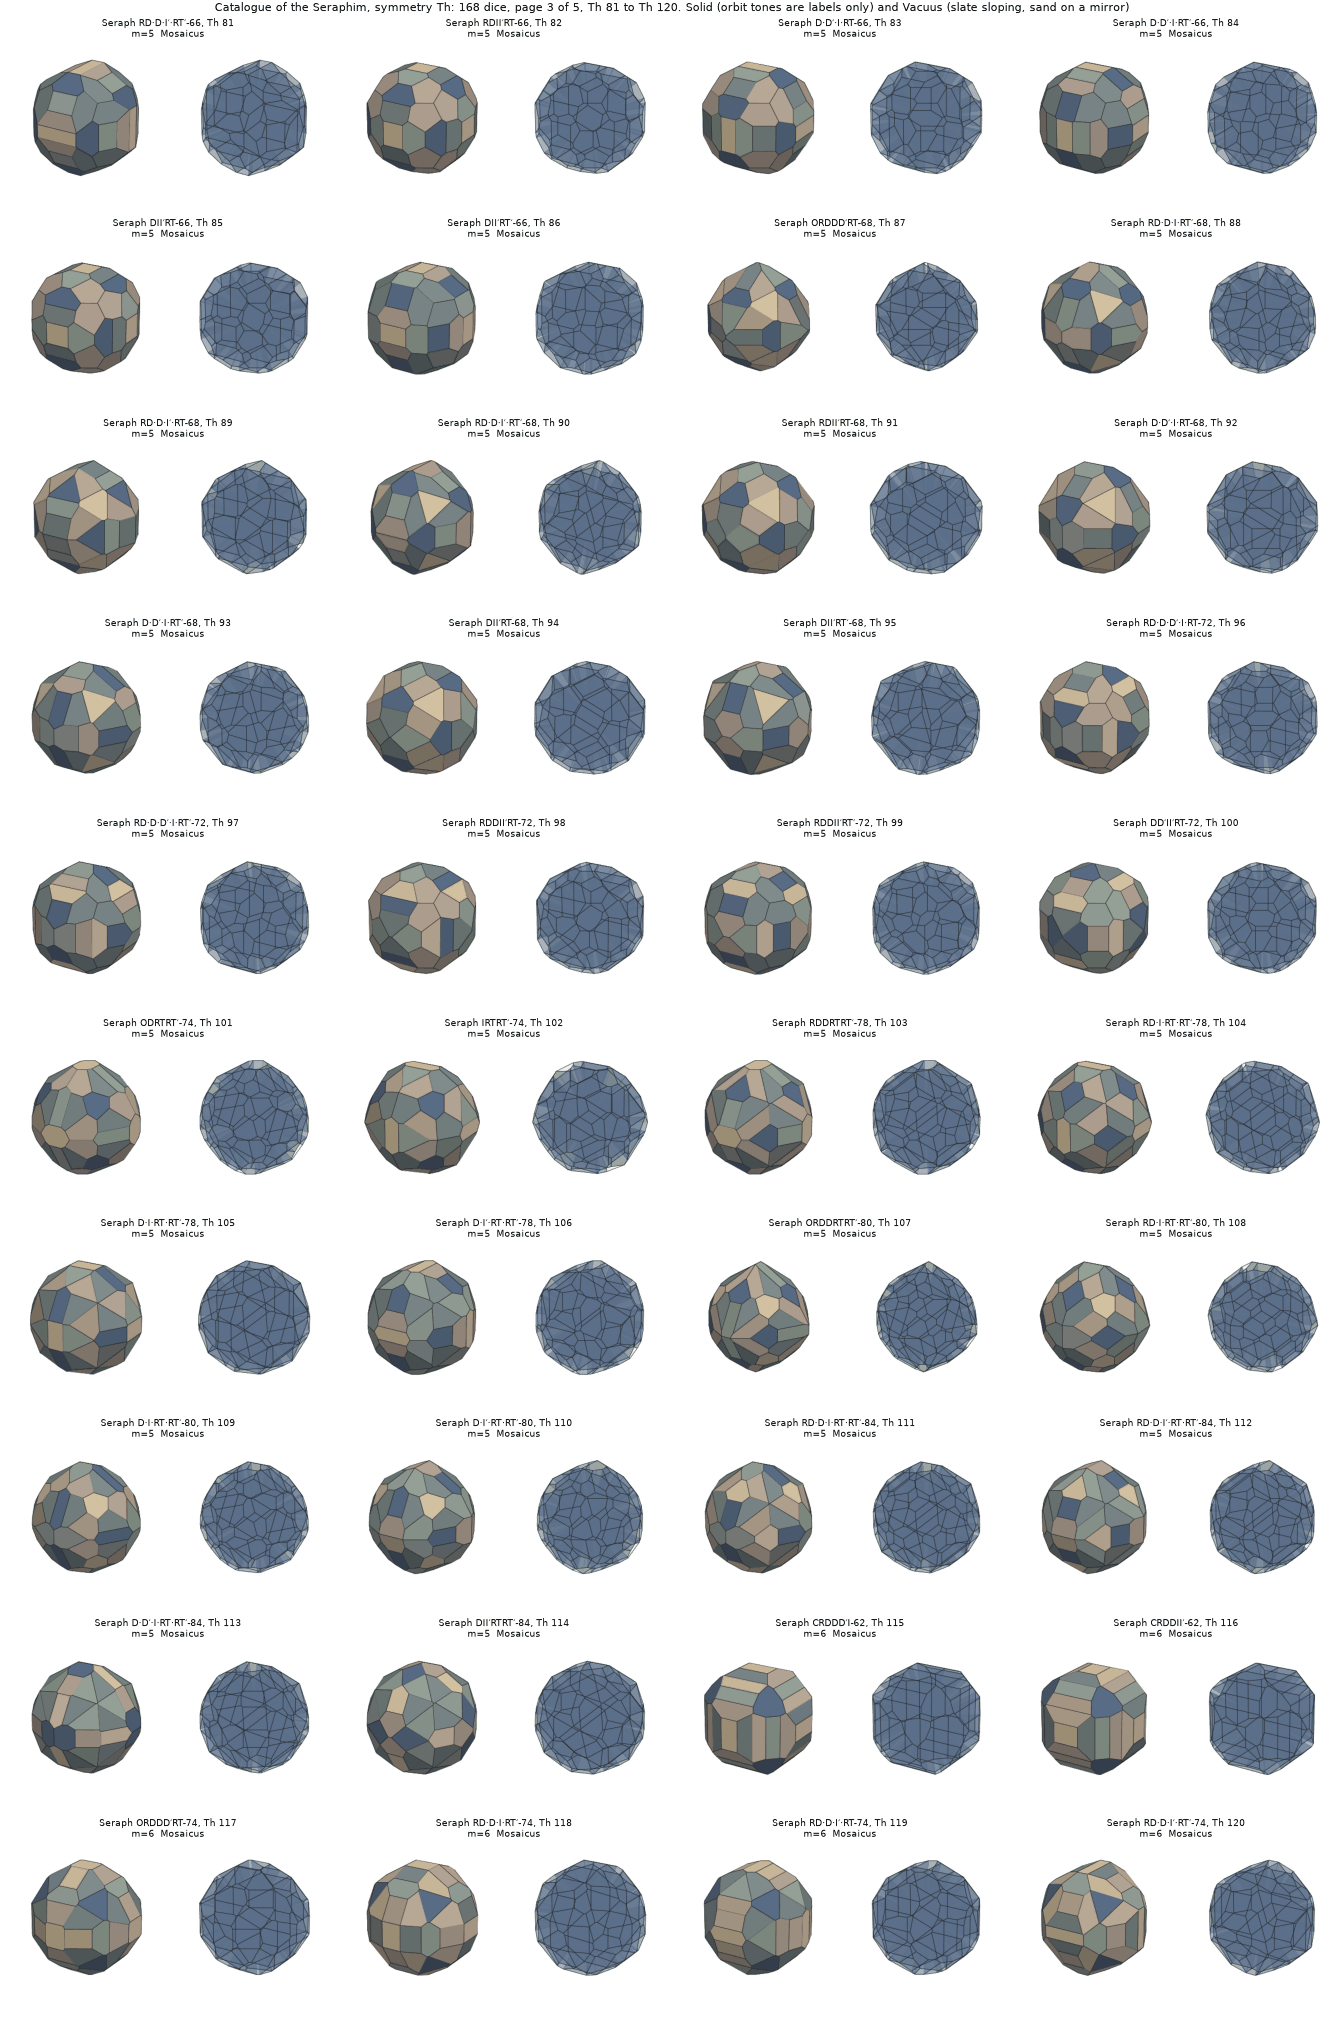 Catalogue of the Seraphim, symmetry Th: 168 dice, page 3 of 5, Th 81 to Th 120. Solid (orbit tones are labels only) and Vacuus (slate sloping, sand on a mirror)
Seraph RD·D·I′·RT′-66, Th 81
m=5 Mosaicus
Seraph RDII′RT-66, Th 82
m=5 Mosaicus
Seraph D·D′·I·RT-66, Th 83
m=5 Mosaicus
Seraph D·D′·I·RT′-66, Th 84
m=5 Mosaicus
Seraph DII′RT-66, Th 85
m=5 Mosaicus
Seraph DII′RT′-66, Th 86
m=5 Mosaicus
Seraph ORDDD′RT-68, Th 87
m=5 Mosaicus
Seraph RD·D·I·RT′-68, Th 88
m=5 Mosaicus
Seraph RD·D·I′·RT-68, Th 89
m=5 Mosaicus
Seraph RD·D·I′·RT′-68, Th 90
m=5 Mosaicus
Seraph RDII′RT-68, Th 91
m=5 Mosaicus
Seraph D·D′·I·RT-68, Th 92
m=5 Mosaicus
Seraph D·D′·I·RT′-68, Th 93
m=5 Mosaicus
Seraph DII′RT-68, Th 94
m=5 Mosaicus
Seraph DII′RT′-68, Th 95
m=5 Mosaicus
Seraph RD·D·D′·I·RT-72, Th 96
m=5 Mosaicus
Seraph RD·D·D′·I·RT′-72, Th 97
m=5 Mosaicus
Seraph RDDII′RT-72, Th 98
m=5 Mosaicus
Seraph RDDII′RT′-72, Th 99
m=5 Mosaicus
Seraph DD′II′RT-72, Th 100
m=5 Mosaicus
Seraph ODRTRT′-74, Th 101
m=5 Mosaicus
Seraph IRTRT′-74, Th 102
m=5 Mosaicus
Seraph RDDRTRT′-78, Th 103
m=5 Mosaicus
Seraph RD·I·RT·RT′-78, Th 104
m=5 Mosaicus
Seraph D·I·RT·RT′-78, Th 105
m=5 Mosaicus
Seraph D·I′·RT·RT′-78, Th 106
m=5 Mosaicus
Seraph ORDDRTRT′-80, Th 107
m=5 Mosaicus
Seraph RD·I·RT·RT′-80, Th 108
m=5 Mosaicus
Seraph D·I·RT·RT′-80, Th 109
m=5 Mosaicus
Seraph D·I′·RT·RT′-80, Th 110
m=5 Mosaicus
Seraph RD·D·I·RT·RT′-84, Th 111
m=5 Mosaicus
Seraph RD·D·I′·RT·RT′-84, Th 112
m=5 Mosaicus
Seraph D·D′·I·RT·RT′-84, Th 113
m=5 Mosaicus
Seraph DII′RTRT′-84, Th 114
m=5 Mosaicus
Seraph CRDDD′I-62, Th 115
m=6 Mosaicus
Seraph CRDDII′-62, Th 116
m=6 Mosaicus
Seraph ORDDD′RT-74, Th 117
m=6 Mosaicus
Seraph RD·D·I·RT′-74, Th 118
m=6 Mosaicus
Seraph RD·D·I′·RT-74, Th 119
m=6 Mosaicus
Seraph RD·D·I′·RT′-74, Th 120
m=6 Mosaicus